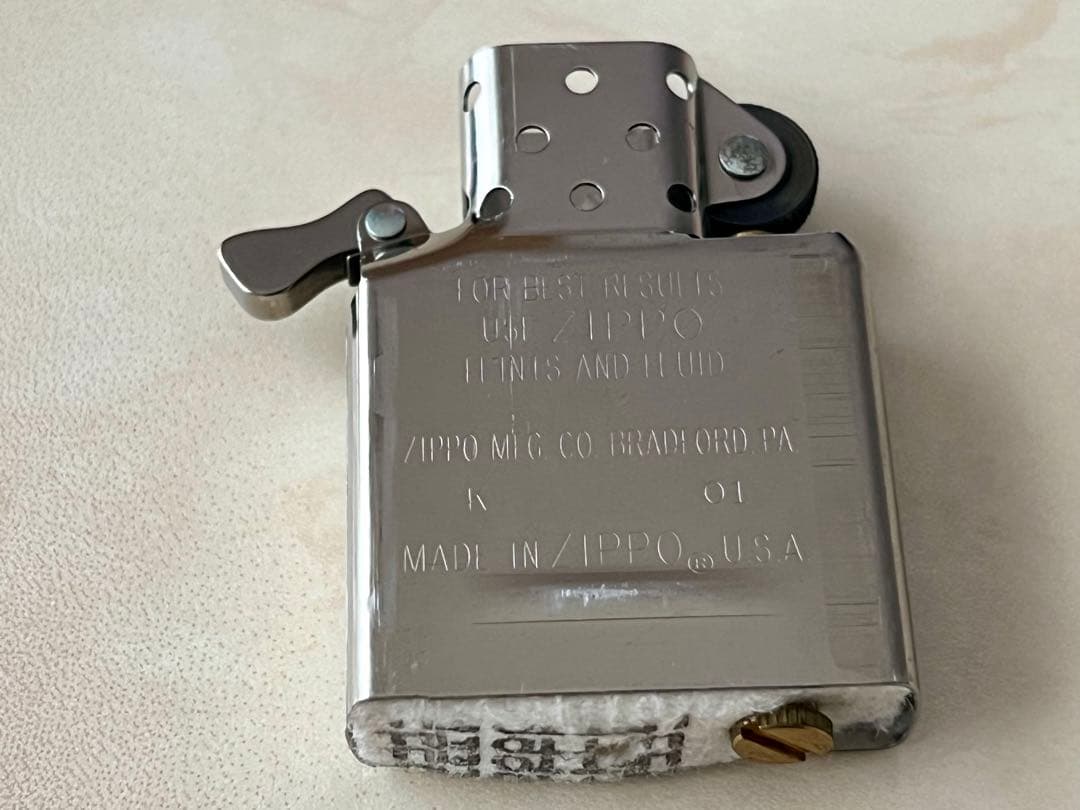 FOR BEST RESULTS
USE ZIPPO
FLINTS AND FLUID
ZIPPO MFG. CO. BRADFORD, PA.
K 01
MADE IN ZIPPO® U.S.A